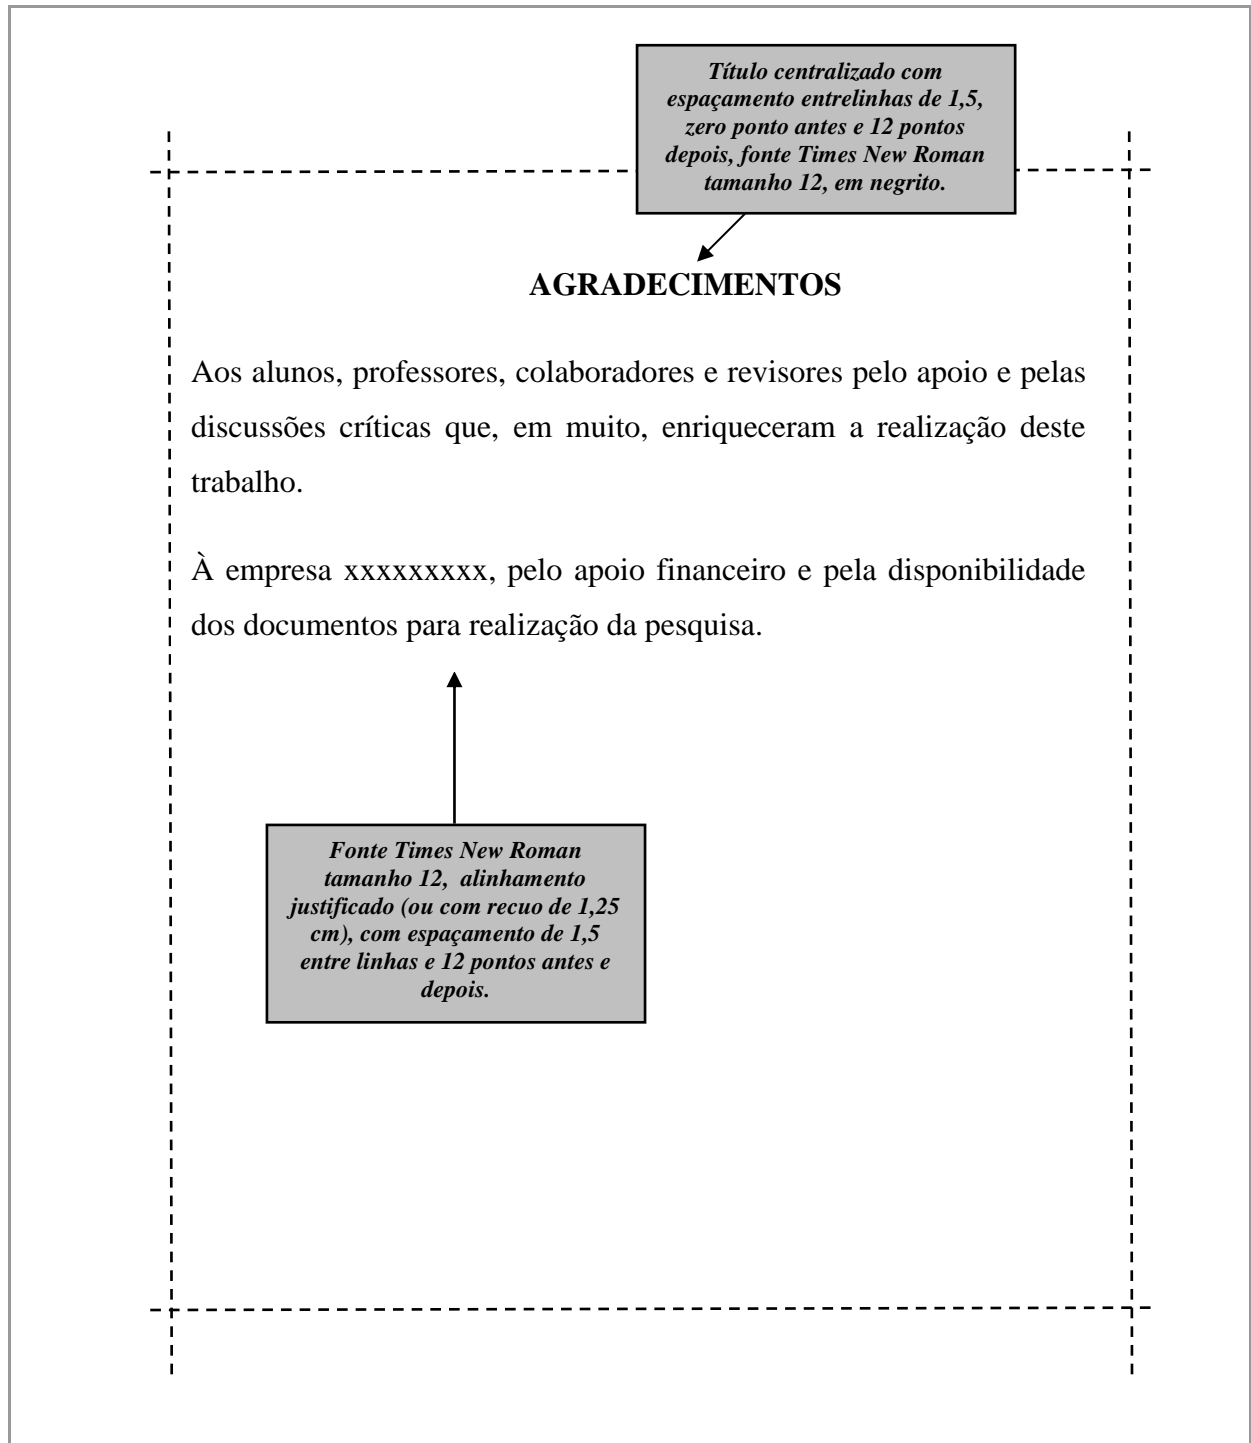 Título centralizado com
espaçamento entrelinhas de 1,5,
zero ponto antes e 12 pontos
depois, fonte Times New Roman
tamanho 12, em negrito.
AGRADECIMENTOS
Aos alunos, professores, colaboradores e revisores pelo apoio e pelas
discussões críticas que, em muito, enriqueceram a realização deste
trabalho.
À empresa xxxxxxxxx, pelo apoio financeiro e pela disponibilidade
dos documentos para realização da pesquisa.
Fonte Times New Roman
tamanho 12, alinhamento
justificado (ou com recuo de 1,25
cm), com espaçamento de 1,5
entre linhas e 12 pontos antes e
depois.